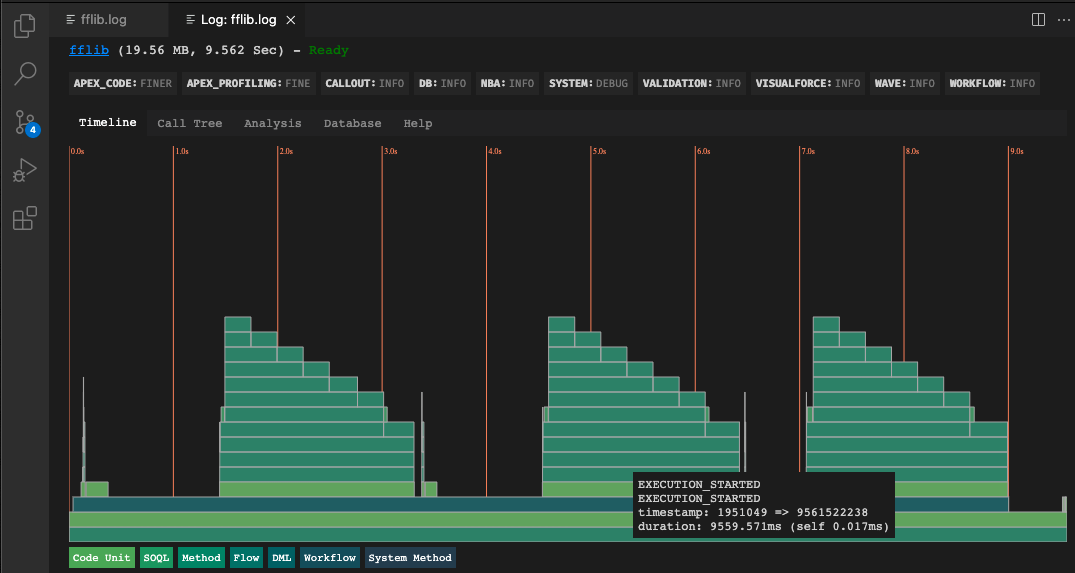 fflib.log
Log: fflib.log
fflib (19.56 MB, 9.562 Sec) - Ready
APEX_CODE: FINER APEX_PROFILING: FINE CALLOUT: INFO DB: INFO NBA: INFO SYSTEM: DEBUG VALIDATION: INFO VISUALFORCE: INFO WAVE: INFO WORKFLOW: INFO
4
Timeline Call Tree Analysis Database Help
0.0s 1.0s 2.0s 3.0s 4.0s 5.0s 6.0s 7.0s 8.0s 9.0s
EXECUTION_STARTED
EXECUTION_STARTED
timestamp: 1951049 => 9561522238
duration: 9559.571ms (self 0.017ms)
Code Unit SOQL Method Flow DML Workflow System Method